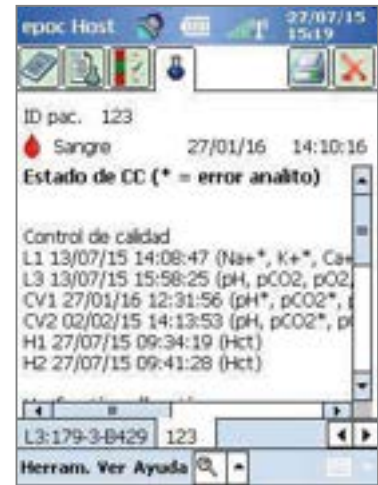 epoc Host 27/07/15
15:19
ID pac. 123
Sangre 27/01/16 14:10:16
Estado de CC (* = error analito)
Control de calidad
L1 13/07/15 14:08:47 (Na+*, K+*, Ca+
L3 13/07/15 15:58:25 (pH, pCO2, pO2,
CV1 27/01/16 12:31:56 (pH*, pCO2*,
CV2 02/02/15 14:13:53 (pH, pCO2*,
H1 27/07/15 09:34:19 (Hct)
H2 27/07/15 09:41:28 (Hct)
L3:179-3-B429 123
Herram. Ver Ayuda